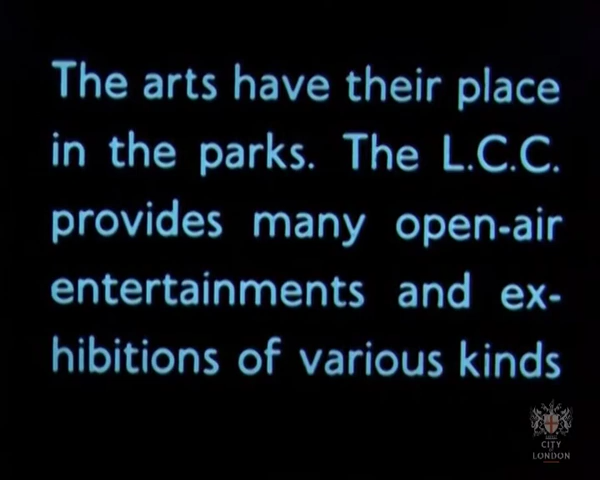 The arts have their place
in the parks. The L.C.C.
provides many open-air
entertainments and ex-
hibitions of various kinds
CITY
OF
LONDON